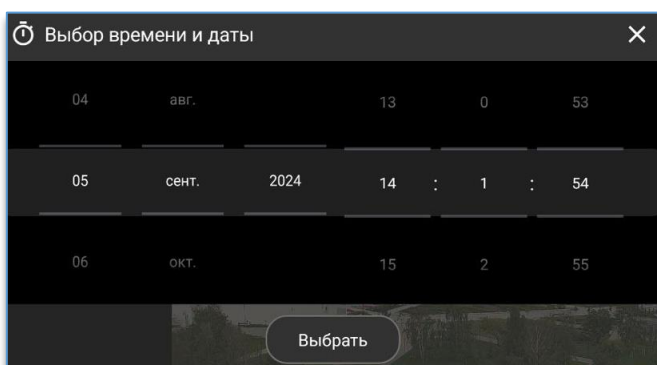 Выбор времени и даты
04 авг. 13 0 53
05 сент. 2024 14 : 1 : 54
06 окт. 15 2 55
Выбрать